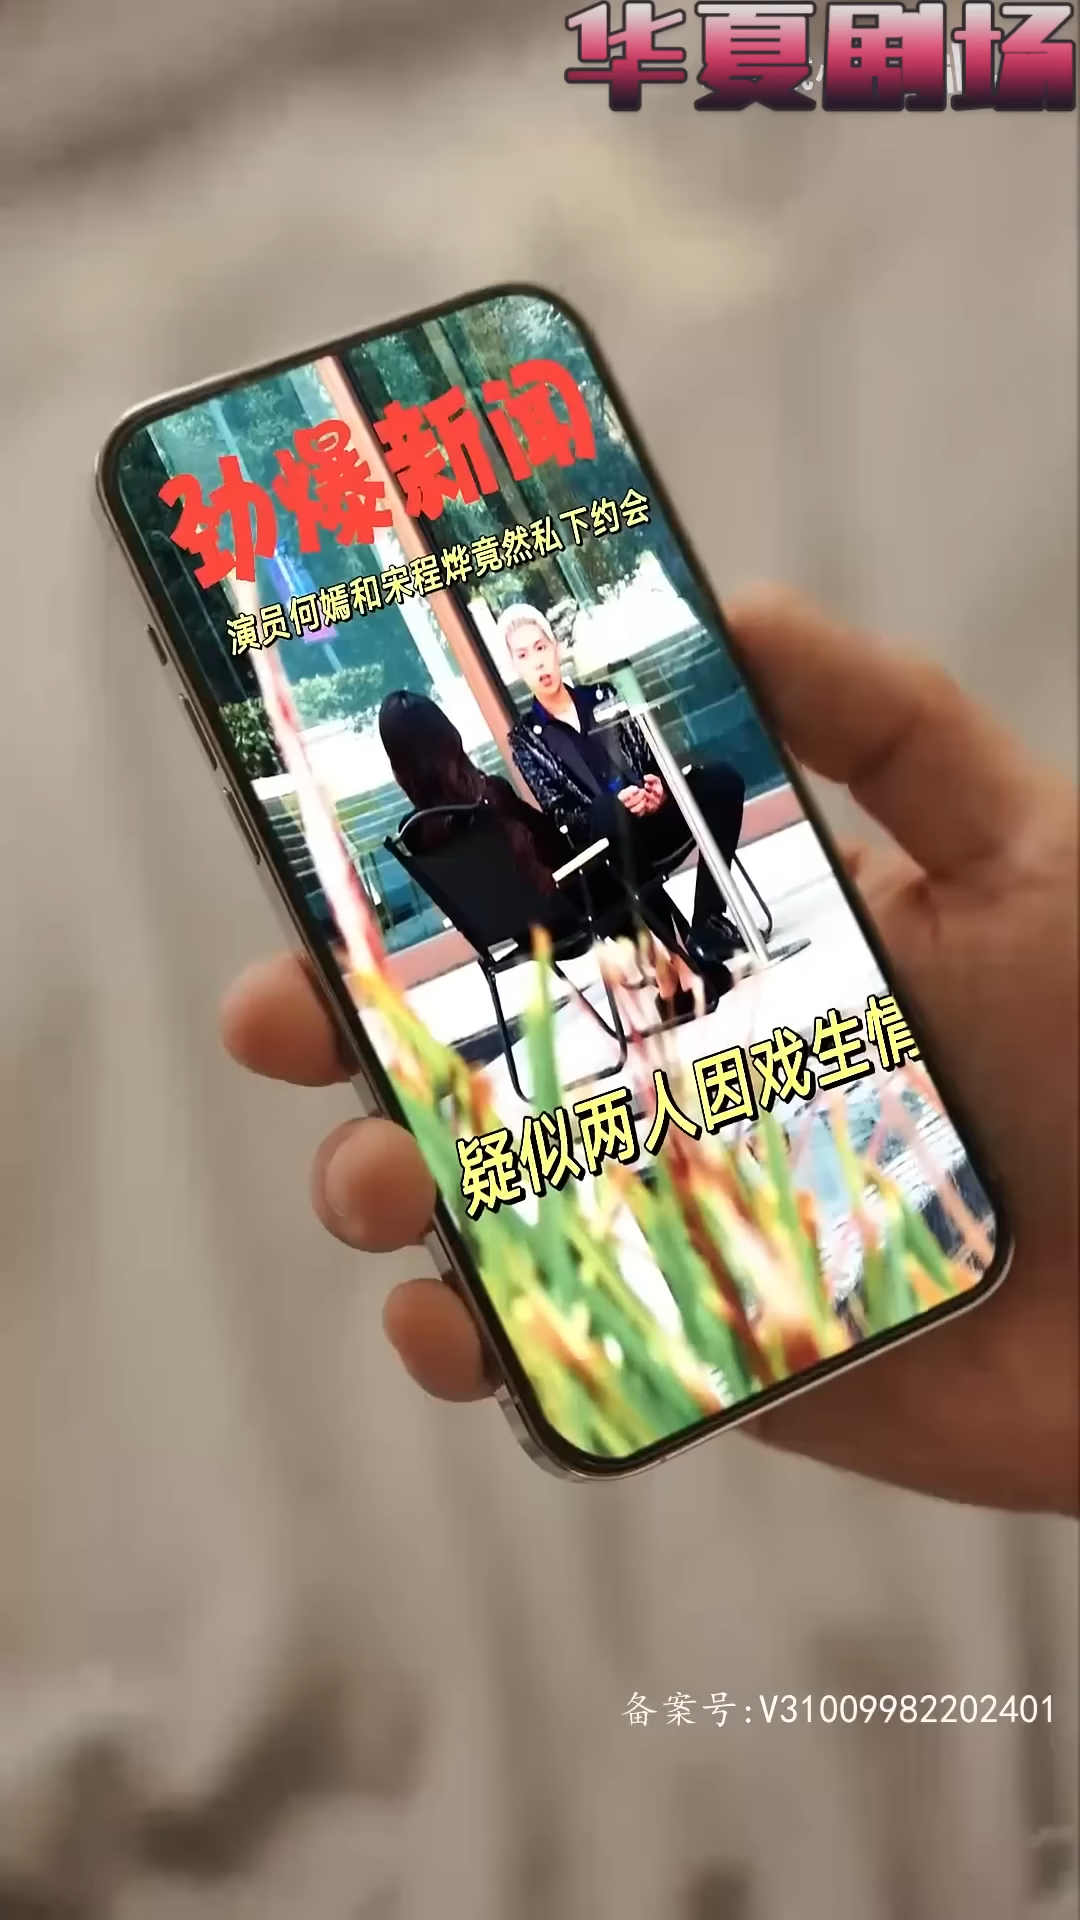 华夏剧场
劲爆新闻
演员何嫣和宋程烨竟然私下约会
疑似两人因戏生情
备案号:V31009982202401